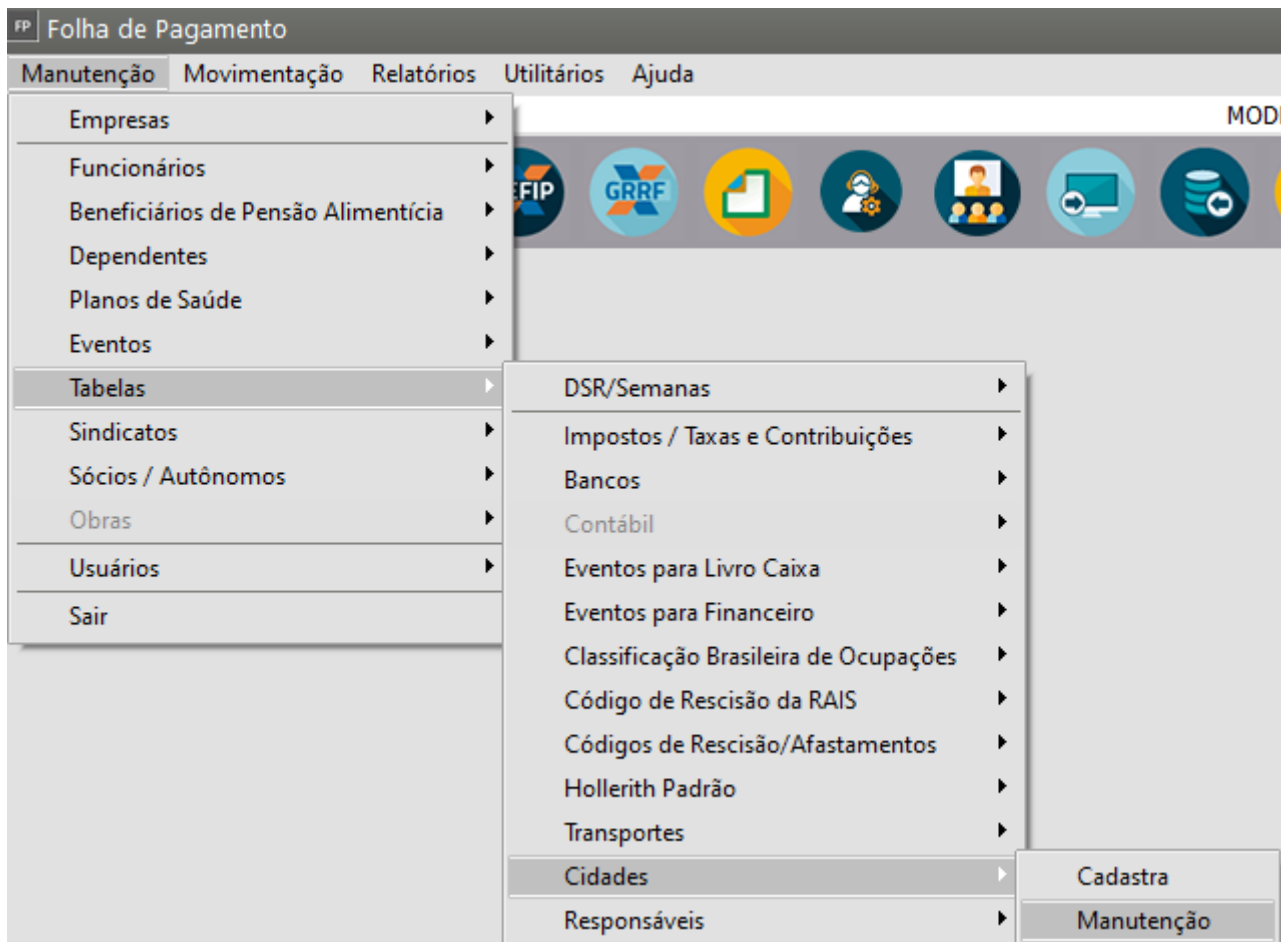 FP Folha de Pagamento
Manutenção Movimentação Relatórios Utilitários Ajuda
Empresas
Funcionários
Beneficiários de Pensão Alimentícia
Dependentes
Planos de Saúde
Eventos
Tabelas
Sindicatos
Sócios / Autônomos
Obras
Usuários
Sair
MODE
EFIP
GRRF
DSR/Semanas
Impostos / Taxas e Contribuições
Bancos
Contábil
Eventos para Livro Caixa
Eventos para Financeiro
Classificação Brasileira de Ocupações
Código de Rescisão da RAIS
Códigos de Rescisão/Afastamentos
Hollerith Padrão
Transportes
Cidades
Responsáveis
Cadastra
Manutenção